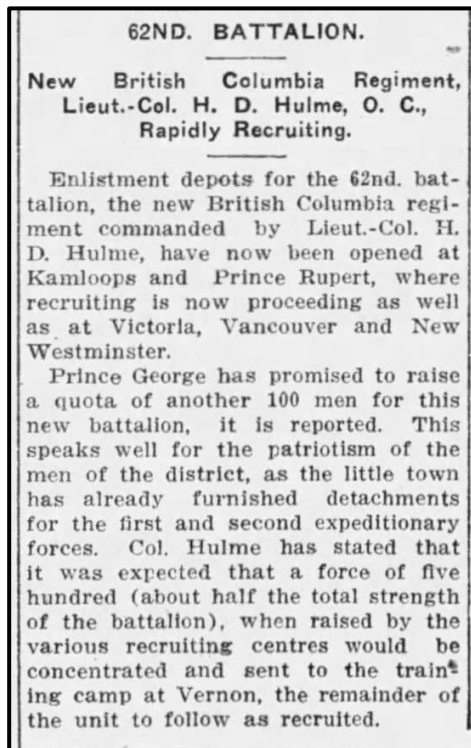 62ND. BATTALION.
New British Columbia Regiment,
Lieut.-Col. H. D. Hulme, O. C.,
Rapidly Recruiting.
Enlistment depots for the 62nd. bat-
talion, the new British Columbia regi-
ment commanded by Lieut.-Col. H.
D. Hulme, have now been opened at
Kamloops and Prince Rupert, where
recruiting is now proceeding as well
as at Victoria, Vancouver and New
Westminster.
Prince George has promised to raise
a quota of another 100 men for this
new battalion, it is reported. This
speaks well for the patriotism of the
men of the district, as the little town
has already furnished detachments
for the first and second expeditionary
forces. Col. Hulme has stated that
it was expected that a force of five
hundred (about half the total strength
of the battalion), when raised by the
various recruiting centres would be
concentrated and sent to the train-
ing camp at Vernon, the remainder of
the unit to follow as recruited.